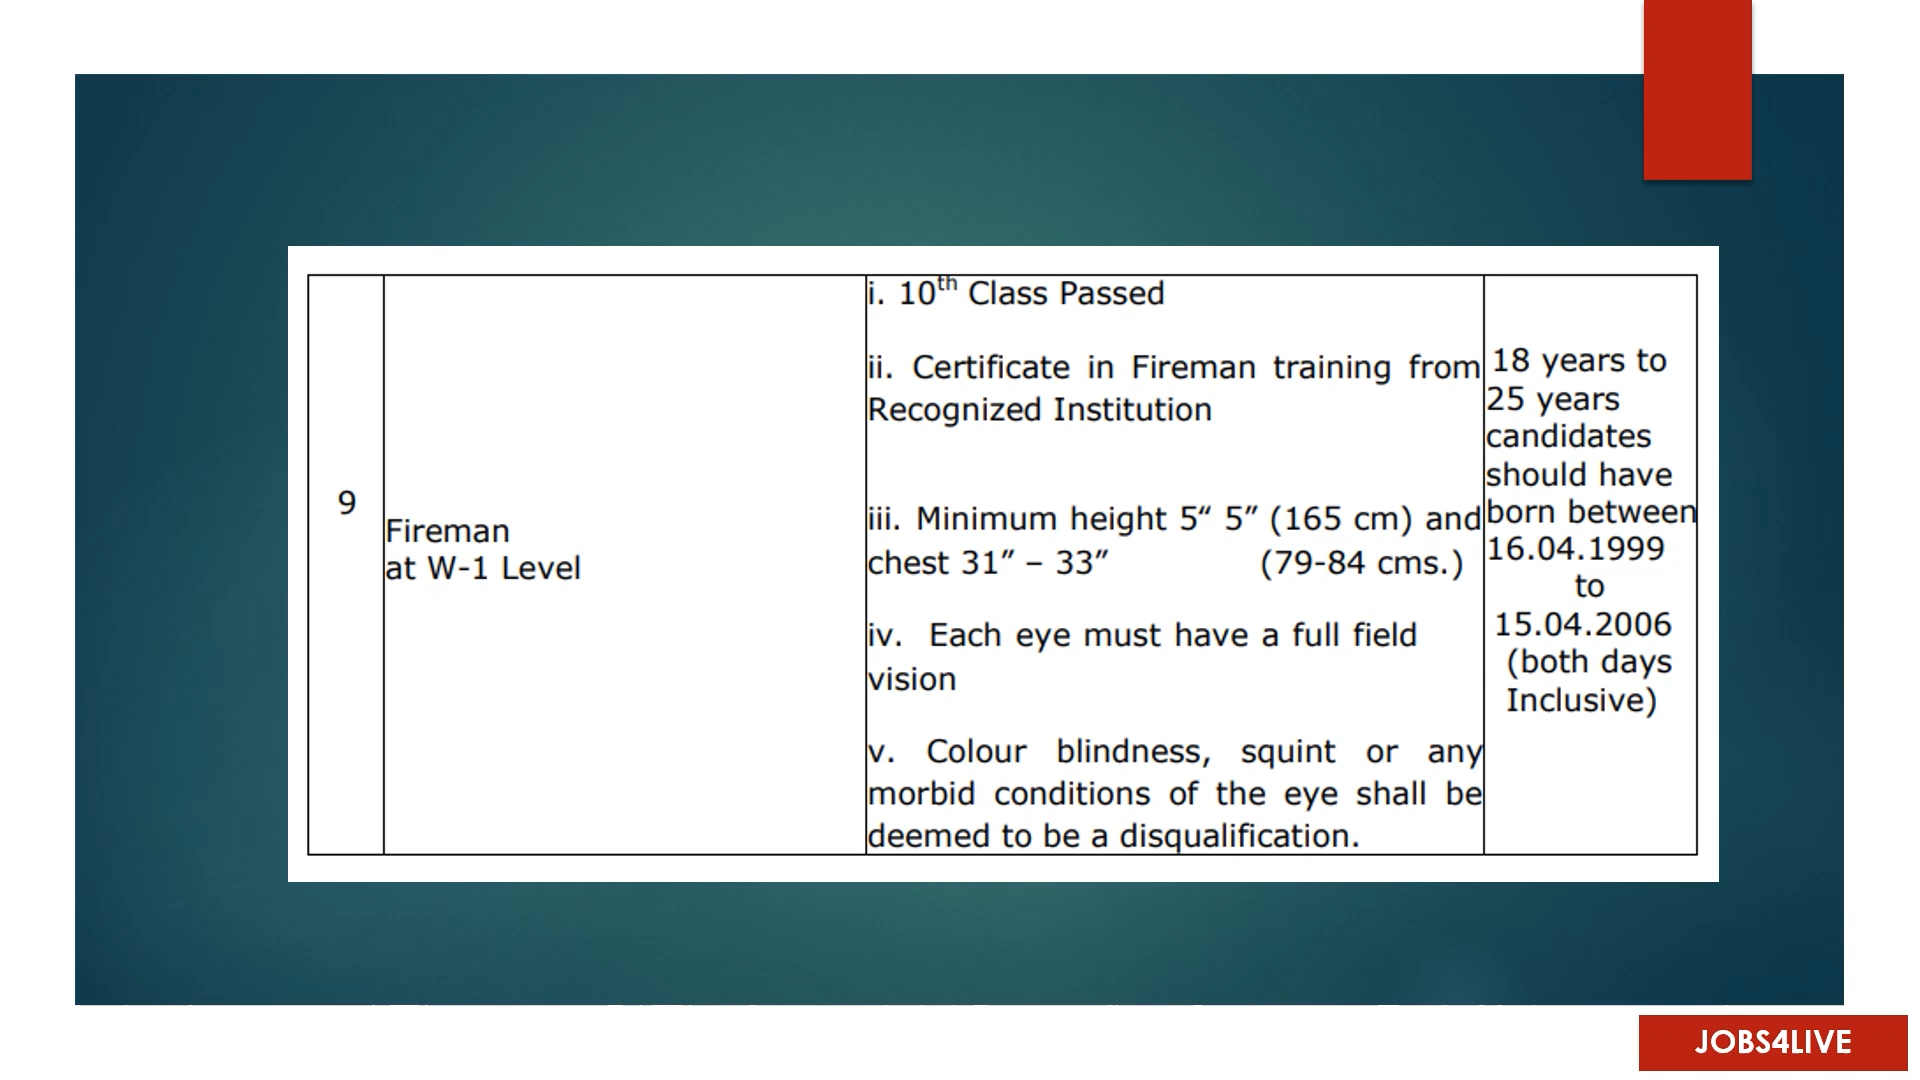 9
Fireman
at W-1 Level
i. 10th Class Passed
ii. Certificate in Fireman training from
Recognized Institution
iii. Minimum height 5“ 5” (165 cm) and
chest 31” – 33” (79-84 cms.)
iv. Each eye must have a full field
vision
v. Colour blindness, squint or any
morbid conditions of the eye shall be
deemed to be a disqualification.
18 years to
25 years
candidates
should have
born between
16.04.1999
to
15.04.2006
(both days
Inclusive)
JOBS4LIVE